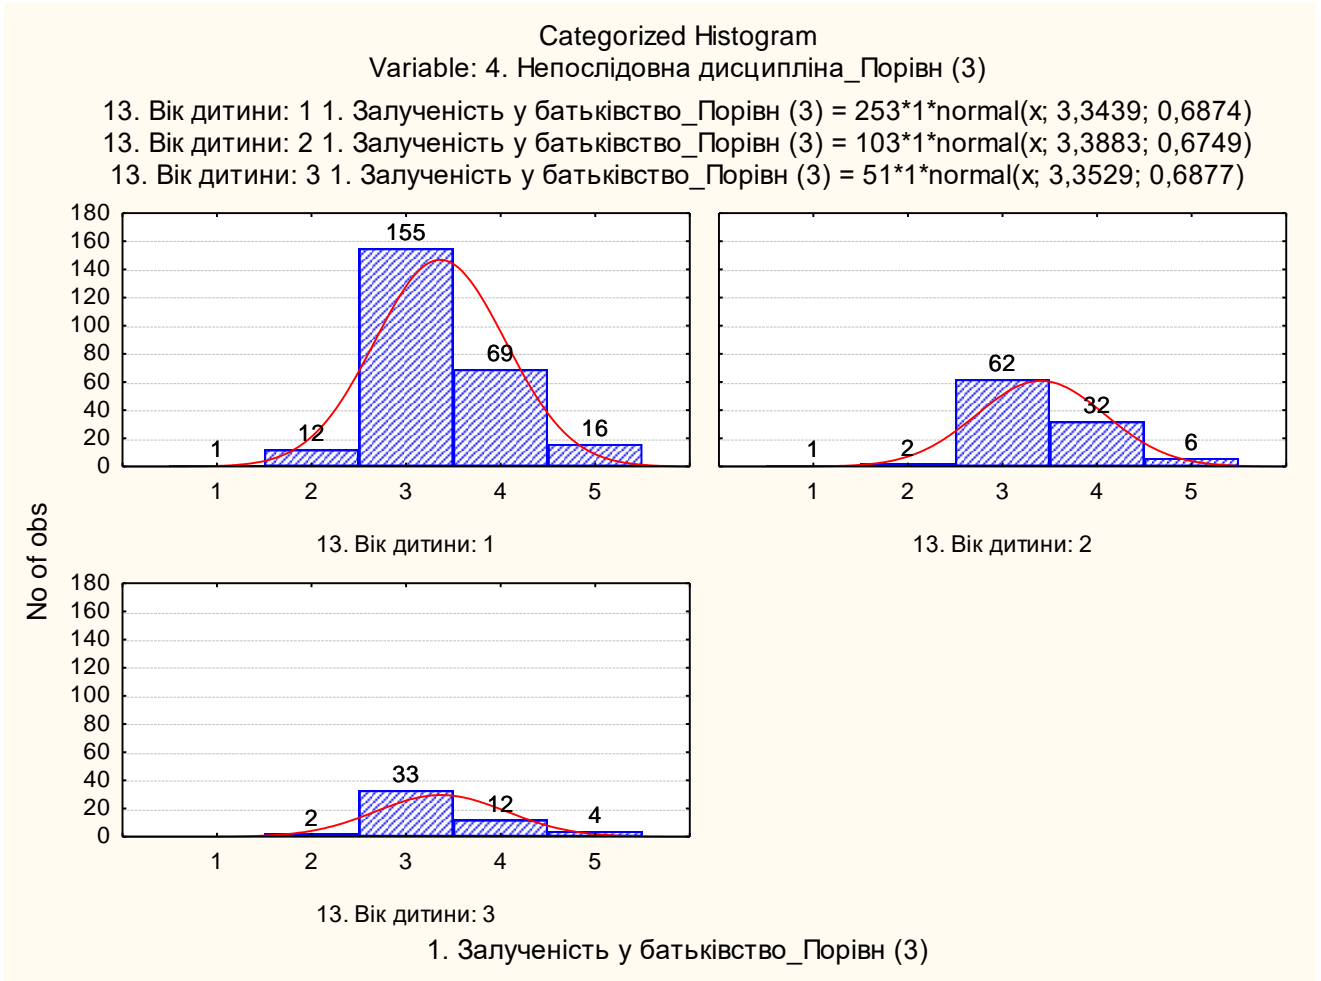 Categorized Histogram
Variable: 4. Непослідовна дисципліна_Порівн (3)
13. Вік дитини: 1 1. Залученість у батьківство_Порівн (3) = 253*1*normal(x; 3,3439; 0,6874)
13. Вік дитини: 2 1. Залученість у батьківство_Порівн (3) = 103*1*normal(x; 3,3883; 0,6749)
13. Вік дитини: 3 1. Залученість у батьківство_Порівн (3) = 51*1*normal(x; 3,3529; 0,6877)
No of obs
180
160
140
120
100
80
60
40
20
0
1
12
155
69
16
1 2 3 4 5
13. Вік дитини: 1
1
2
62
32
6
1 2 3 4 5
13. Вік дитини: 2
180
160
140
120
100
80
60
40
20
0
2
33
12
4
1 2 3 4 5
13. Вік дитини: 3
1. Залученість у батьківство_Порівн (3)